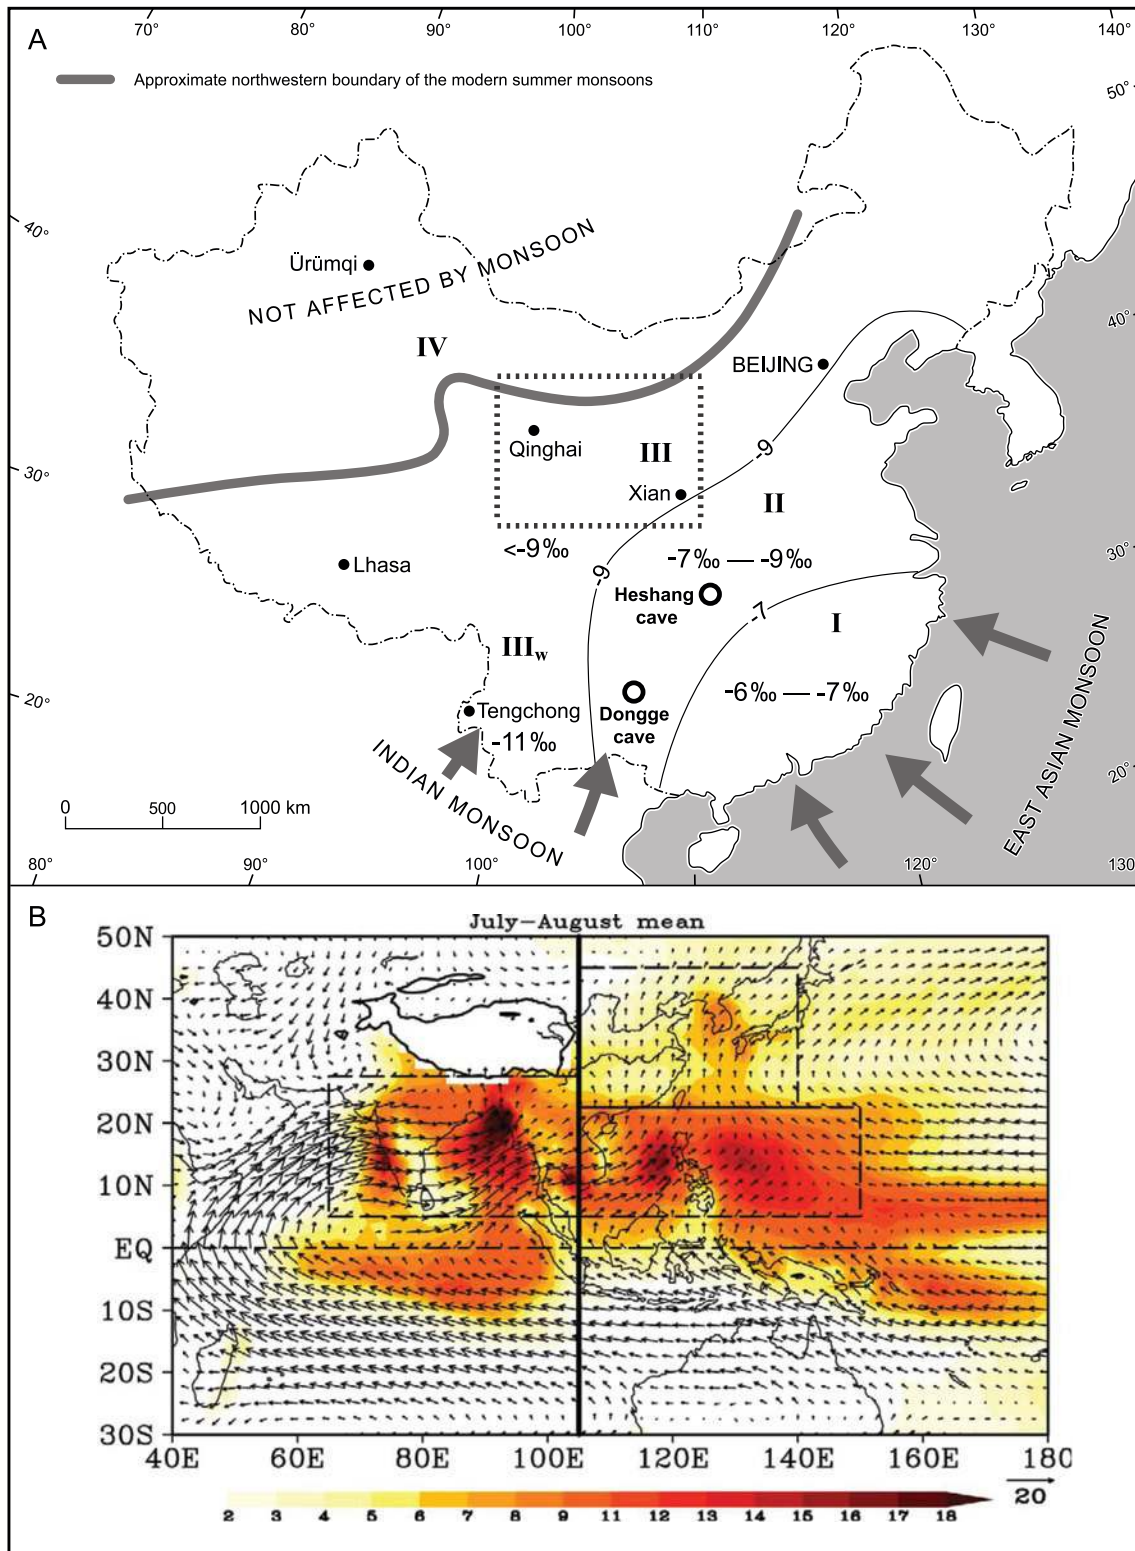 A
70° 80° 90° 100° 110° 120° 130° 140°
Approximate northwestern boundary of the modern summer monsoons
50°
40°
Ürümqi
NOT AFFECTED BY MONSOON
IV
40°
BEIJING
Qinghai
III
-9
30°
Xian
II
<-9‰
-7‰ — -9‰
30°
Lhasa
-9
Heshang
cave
-7
I
III w
-6‰ — -7‰
20°
Tengchong
Dongge
cave
-11‰
INDIAN MONSOON
EAST ASIAN MONSOON
20°
0 500 1000 km
80° 90° 100° 120° 130
B
July–August mean
50N
40N
30N
20N
10N
EQ
10S
20S
30S
40E 60E 80E 100E 120E 140E 160E 180
20
2 3 4 5 6 7 8 9 11 12 13 14 15 16 17 18